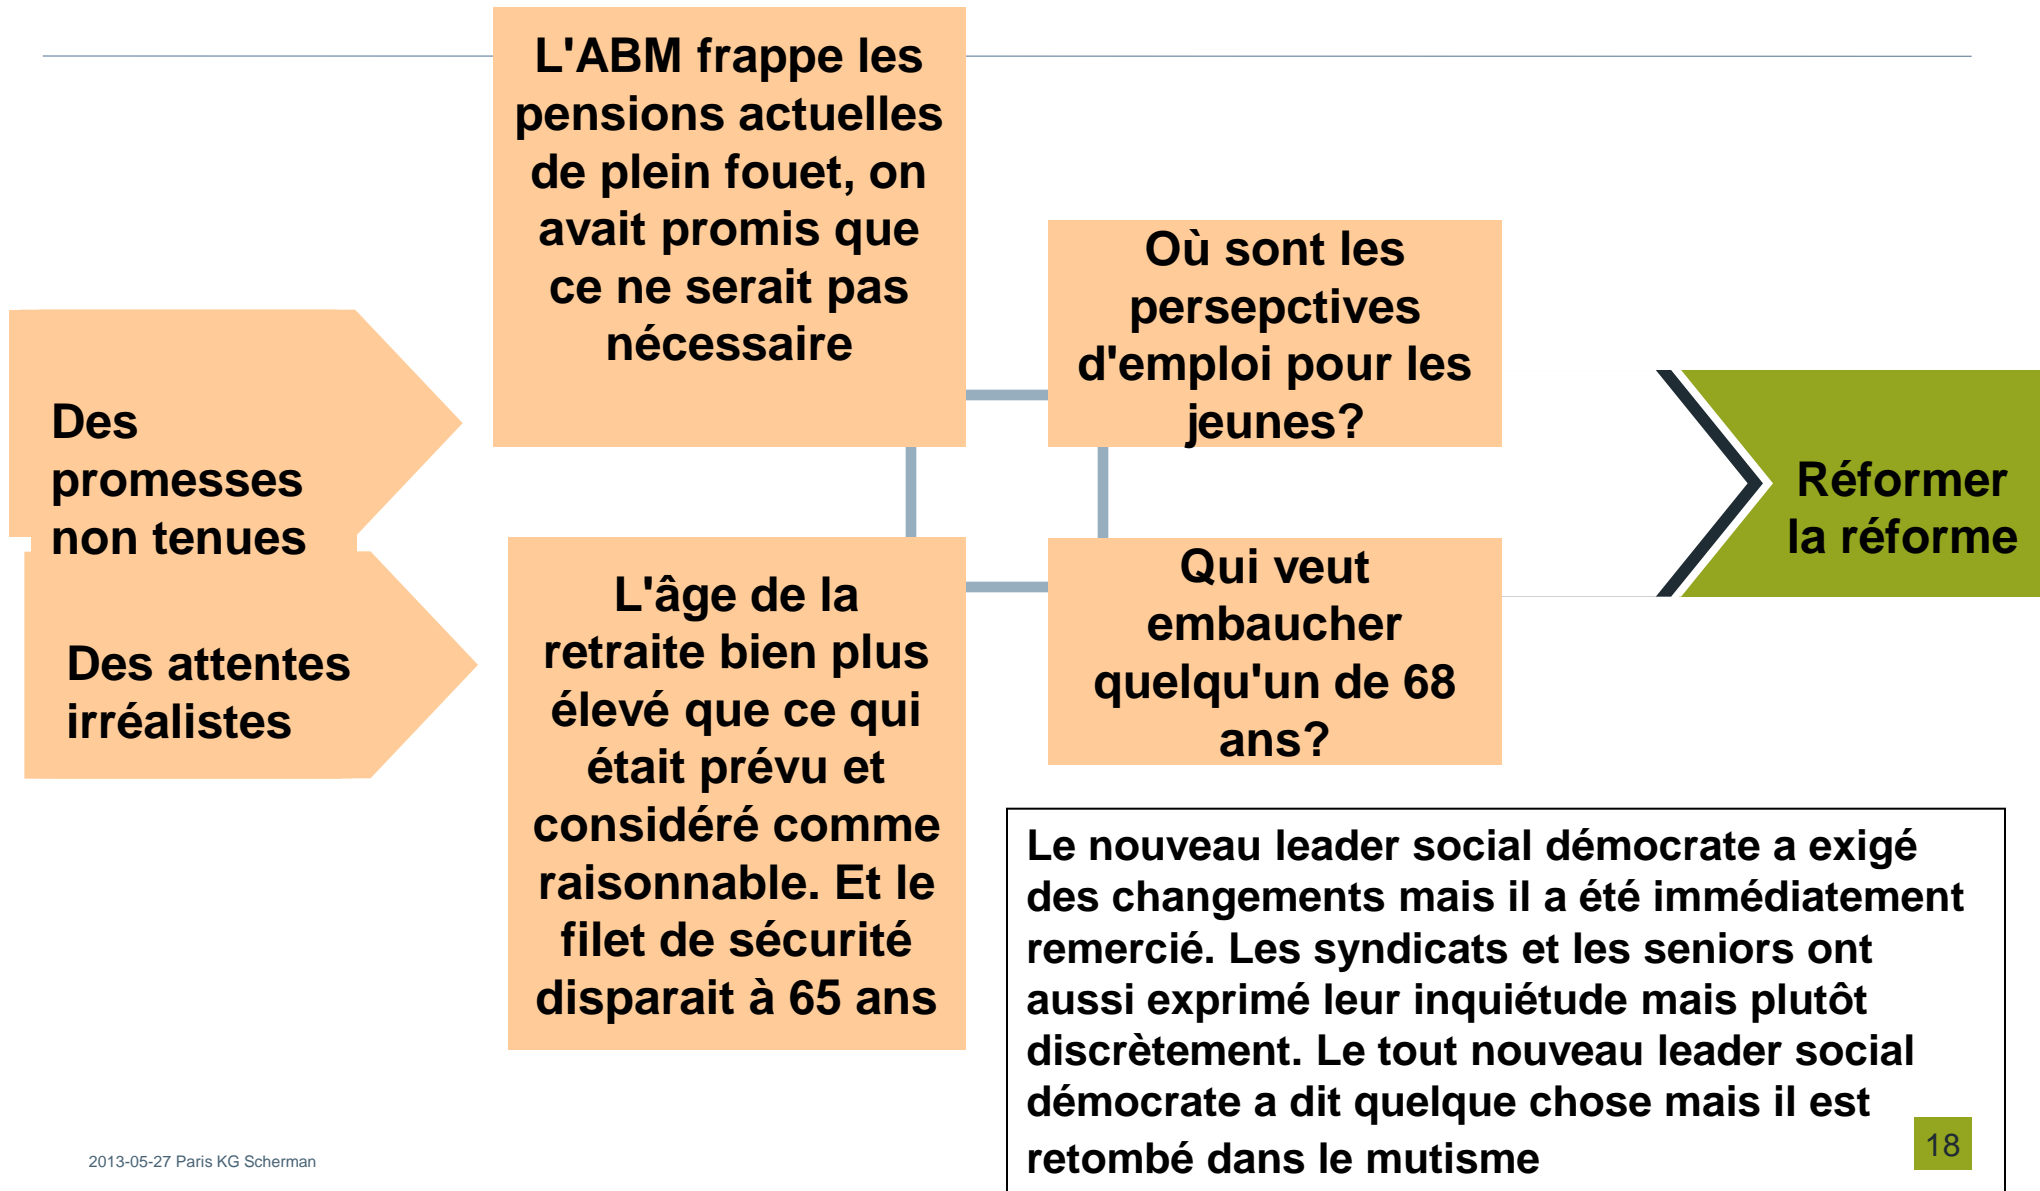 L'ABM frappe les
pensions actuelles
de plein fouet, on
avait promis que
ce ne serait pas
nécessaire
Où sont les
persepctives
d'emploi pour les
jeunes?
Des
promesses
non tenues
Réformer
la réforme
Des attentes
irréalistes
L'âge de la
retraite bien plus
élevé que ce qui
était prévu et
considéré comme
raisonnable. Et le
filet de sécurité
disparait à 65 ans
Qui veut
embaucher
quelqu'un de 68
ans?
Le nouveau leader social démocrate a exigé
des changements mais il a été immédiatement
remercié. Les syndicats et les seniors ont
aussi exprimé leur inquiétude mais plutôt
discrètement. Le tout nouveau leader social
démocrate a dit quelque chose mais il est
retombé dans le mutisme
2013-05-27 Paris KG Scherman
18